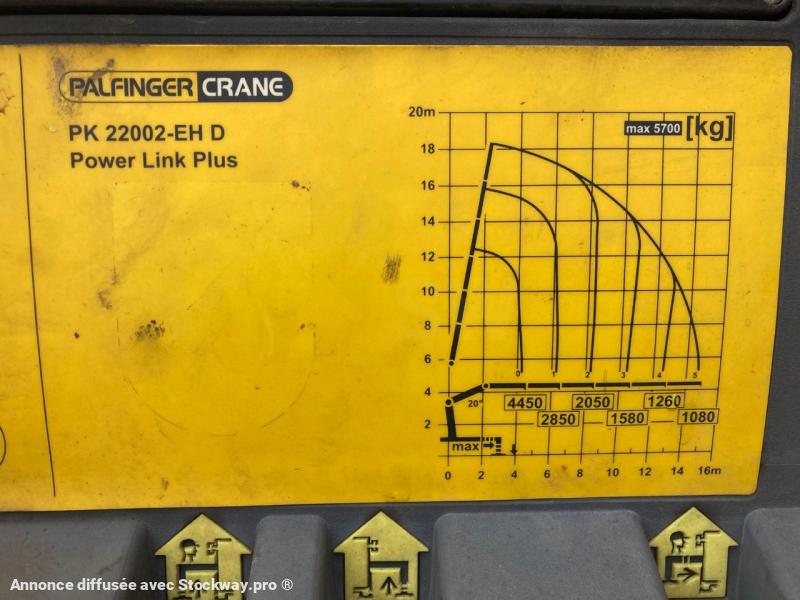 PALFINGER CRANE
PK 22002-EH D
Power Link Plus
20m
max 5700 [kg]
18
16
14
12
10
8
6
0 1 2 3 4 5
4
20°
4450 2050 1260
2850 1580 1080
2
max
0 2 4 6 8 10 12 14 16m
Annonce diffusée avec Stockway.pro ®